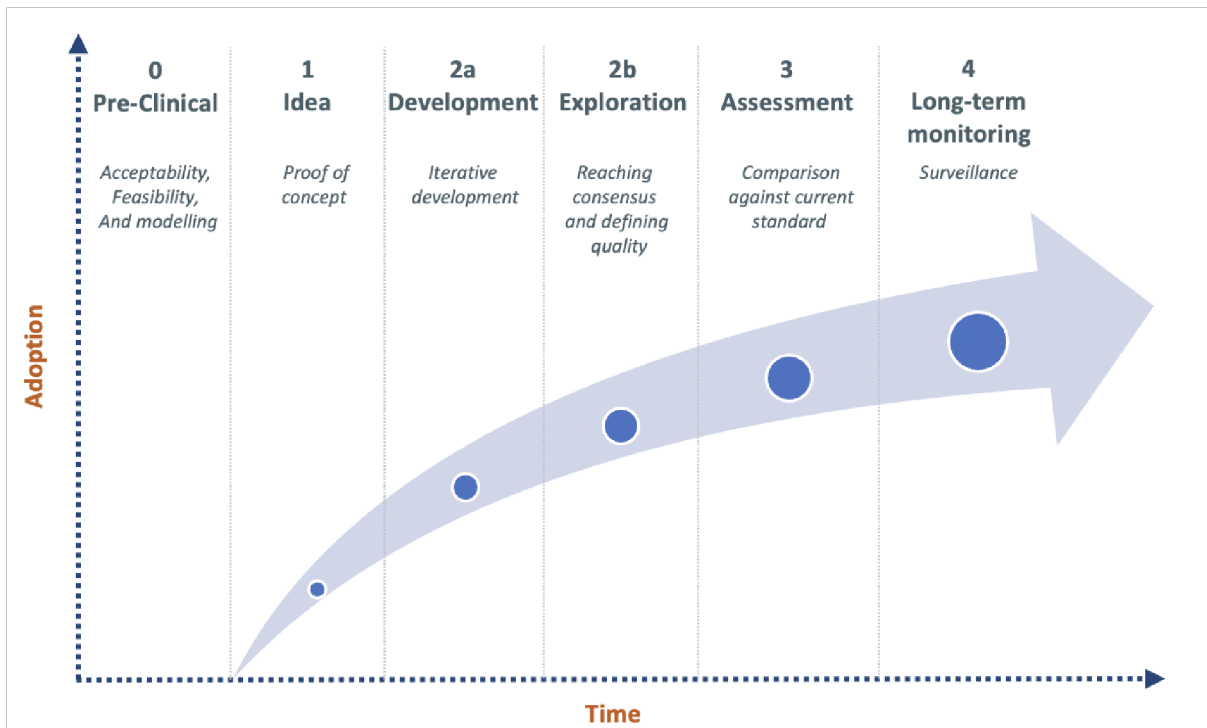 0
Pre-Clinical
Acceptability,
Feasibility,
And modelling
1
Idea
Proof of
concept
2a
Development
Iterative
development
2b
Exploration
Reaching
consensus
and defining
quality
3
Assessment
Comparison
against current
standard
4
Long-term
monitoring
Surveillance
Adoption
Time